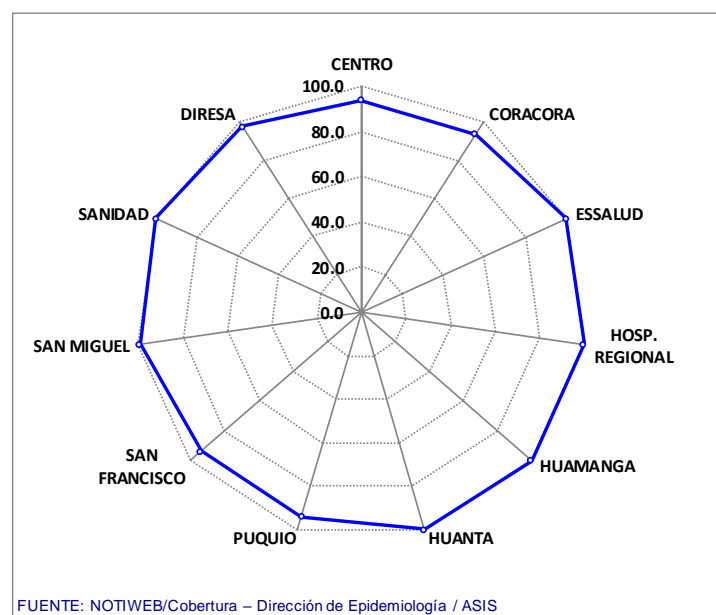 CENTRO
100.0
DIRESA
CORACORA
80.0
60.0
SANIDAD
ESSALUD
40.0
20.0
0.0
SAN MIGUEL
HOSP.
REGIONAL
SAN
FRANCISCO
HUAMANGA
PUQUIO
HUANTA
FUENTE: NOTIWEB/Cobertura – Dirección de Epidemiología / ASIS